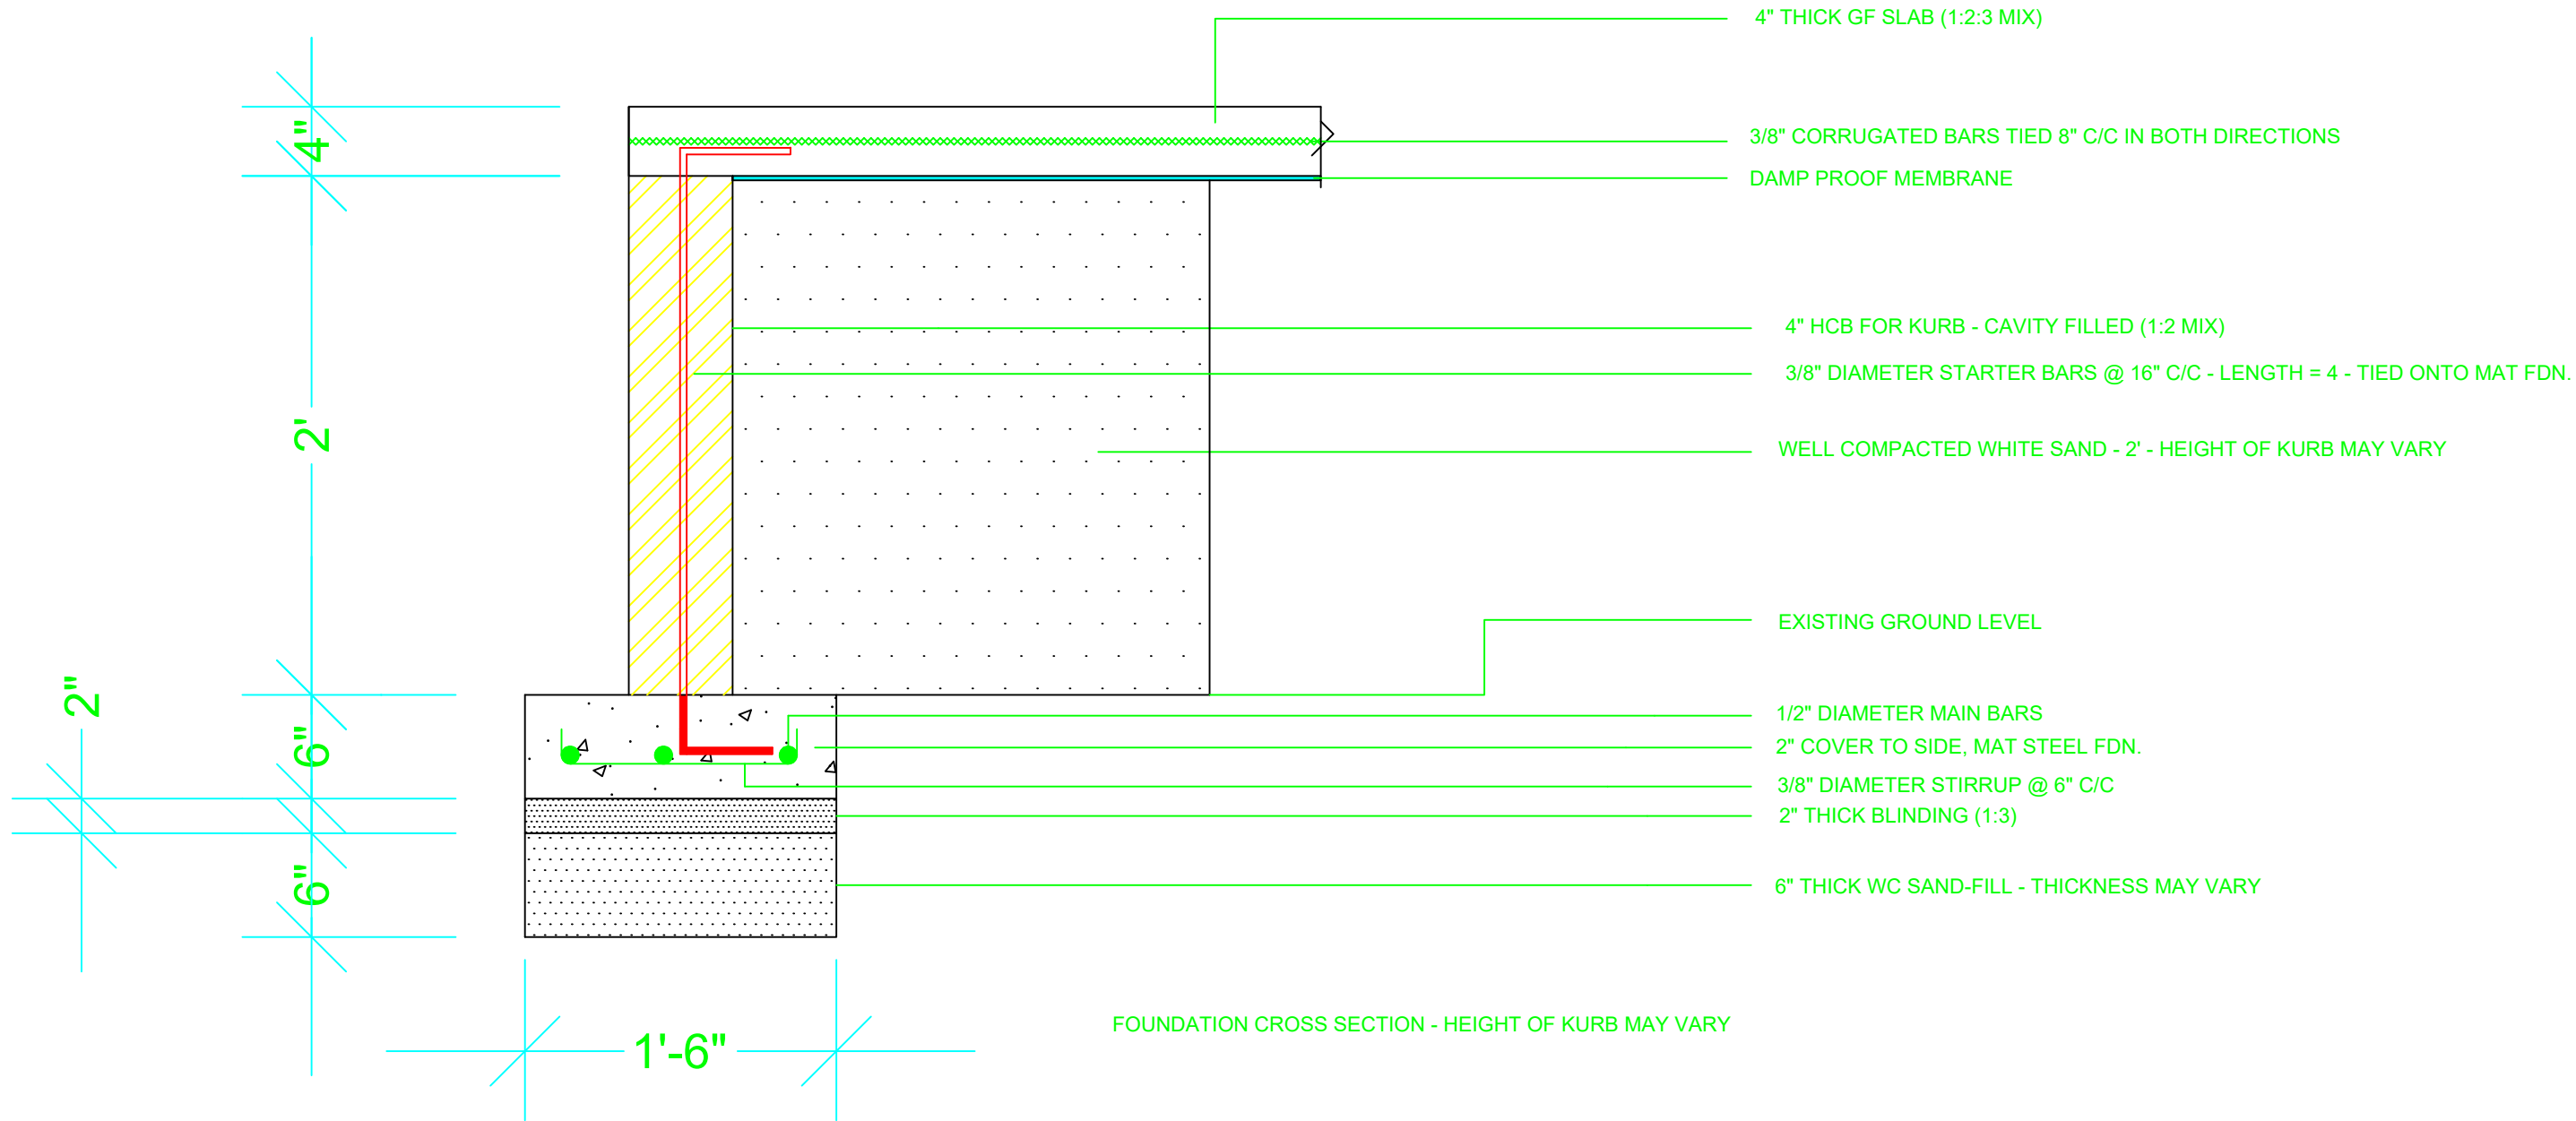 4" THICK GF SLAB (1:2:3 MIX)
4"
3/8" CORRUGATED BARS TIED 8" C/C IN BOTH DIRECTIONS
DAMP PROOF MEMBRANE
4" HCB FOR KURB - CAVITY FILLED (1:2 MIX)
3/8" DIAMETER STARTER BARS @ 16" C/C - LENGTH = 4 - TIED ONTO MAT FDN.
2'
WELL COMPACTED WHITE SAND - 2' - HEIGHT OF KURB MAY VARY
EXISTING GROUND LEVEL
2"
1/2" DIAMETER MAIN BARS
6"
2" COVER TO SIDE, MAT STEEL FDN.
3/8" DIAMETER STIRRUP @ 6" C/C
2" THICK BLINDING (1:3)
6"
6" THICK WC SAND-FILL - THICKNESS MAY VARY
FOUNDATION CROSS SECTION - HEIGHT OF KURB MAY VARY
1'-6"